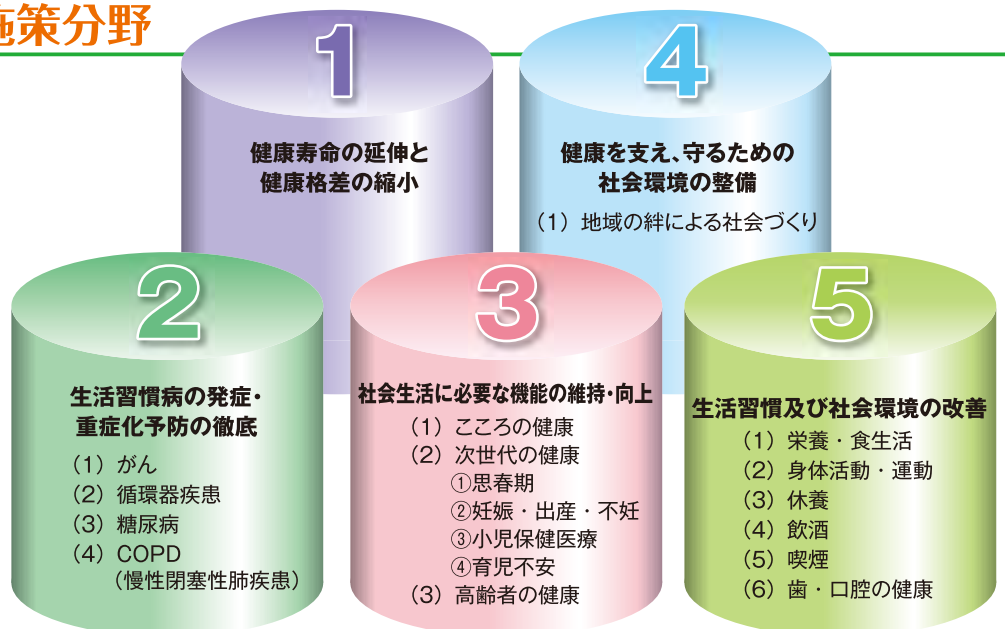 施策分野
1
健康寿命の延伸と
健康格差の縮小
4
健康を支え、守るための
社会環境の整備
（1）地域の絆による社会づくり
2
生活習慣病の発症・
重症化予防の徹底
（1）がん
（2）循環器疾患
（3）糖尿病
（4）COPD
（慢性閉塞性肺疾患）
3
社会生活に必要な機能の維持・向上
（1）こころの健康
（2）次世代の健康
①思春期
②妊娠・出産・不妊
③小児保健医療
④育児不安
（3）高齢者の健康
5
生活習慣及び社会環境の改善
（1）栄養・食生活
（2）身体活動・運動
（3）休養
（4）飲酒
（5）喫煙
（6）歯・口腔の健康